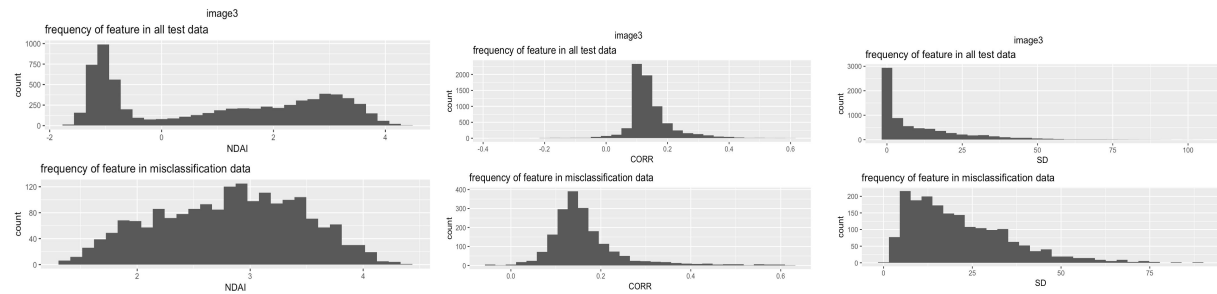 image3
frequency of feature in all test data
1000
750
500
250
0
count
-2
0
2
4
NDAI
frequency of feature in misclassification data
120
80
40
0
count
2
3
4
NDAI
image3
frequency of feature in all test data
2000
1500
1000
500
0
count
-0.4
-0.2
0.0
0.2
0.4
0.6
CORR
frequency of feature in misclassification data
400
300
200
100
0
count
0.0
0.2
0.4
0.6
CORR
image3
frequency of feature in all test data
3000
2000
1000
0
count
0
25
50
75
100
SD
frequency of feature in misclassification data
200
150
100
50
0
count
0
25
50
75
SD